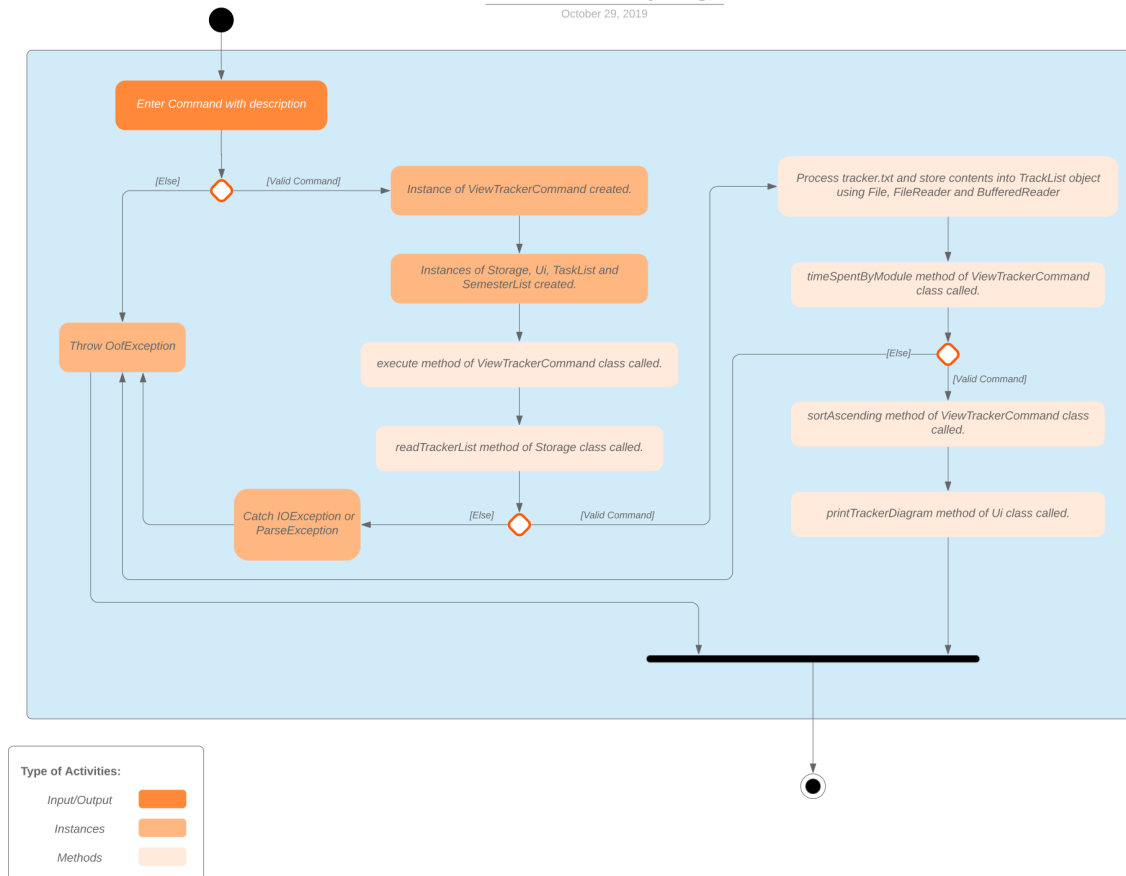 October 29, 2019
Enter Command with description
[Else]
[Valid Command]
Instance of ViewTrackerCommand created.
Instances of Storage, Ui, TaskList and
SemesterList created.
execute method of ViewTrackerCommand class called.
readTrackerList method of Storage class called.
[Else]
[Valid Command]
Catch IOException or
ParseException
Throw OofException
Process tracker.txt and store contents into TrackList object
using File, FileReader and BufferedReader
timeSpentByModule method of ViewTrackerCommand
class called.
[Else]
[Valid Command]
sortAscending method of ViewTrackerCommand class
called.
printTrackerDiagram method of Ui class called.
Type of Activities:
Input/Output
Instances
Methods